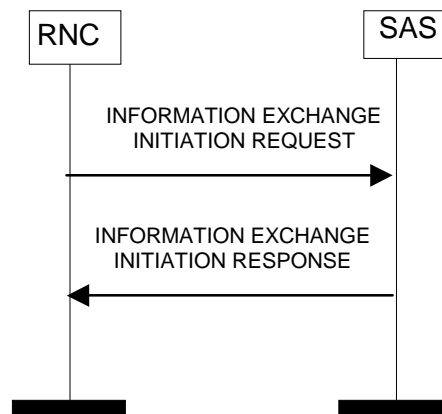 RNC
SAS
INFORMATION EXCHANGE
INITIATION REQUEST
INFORMATION EXCHANGE
INITIATION RESPONSE